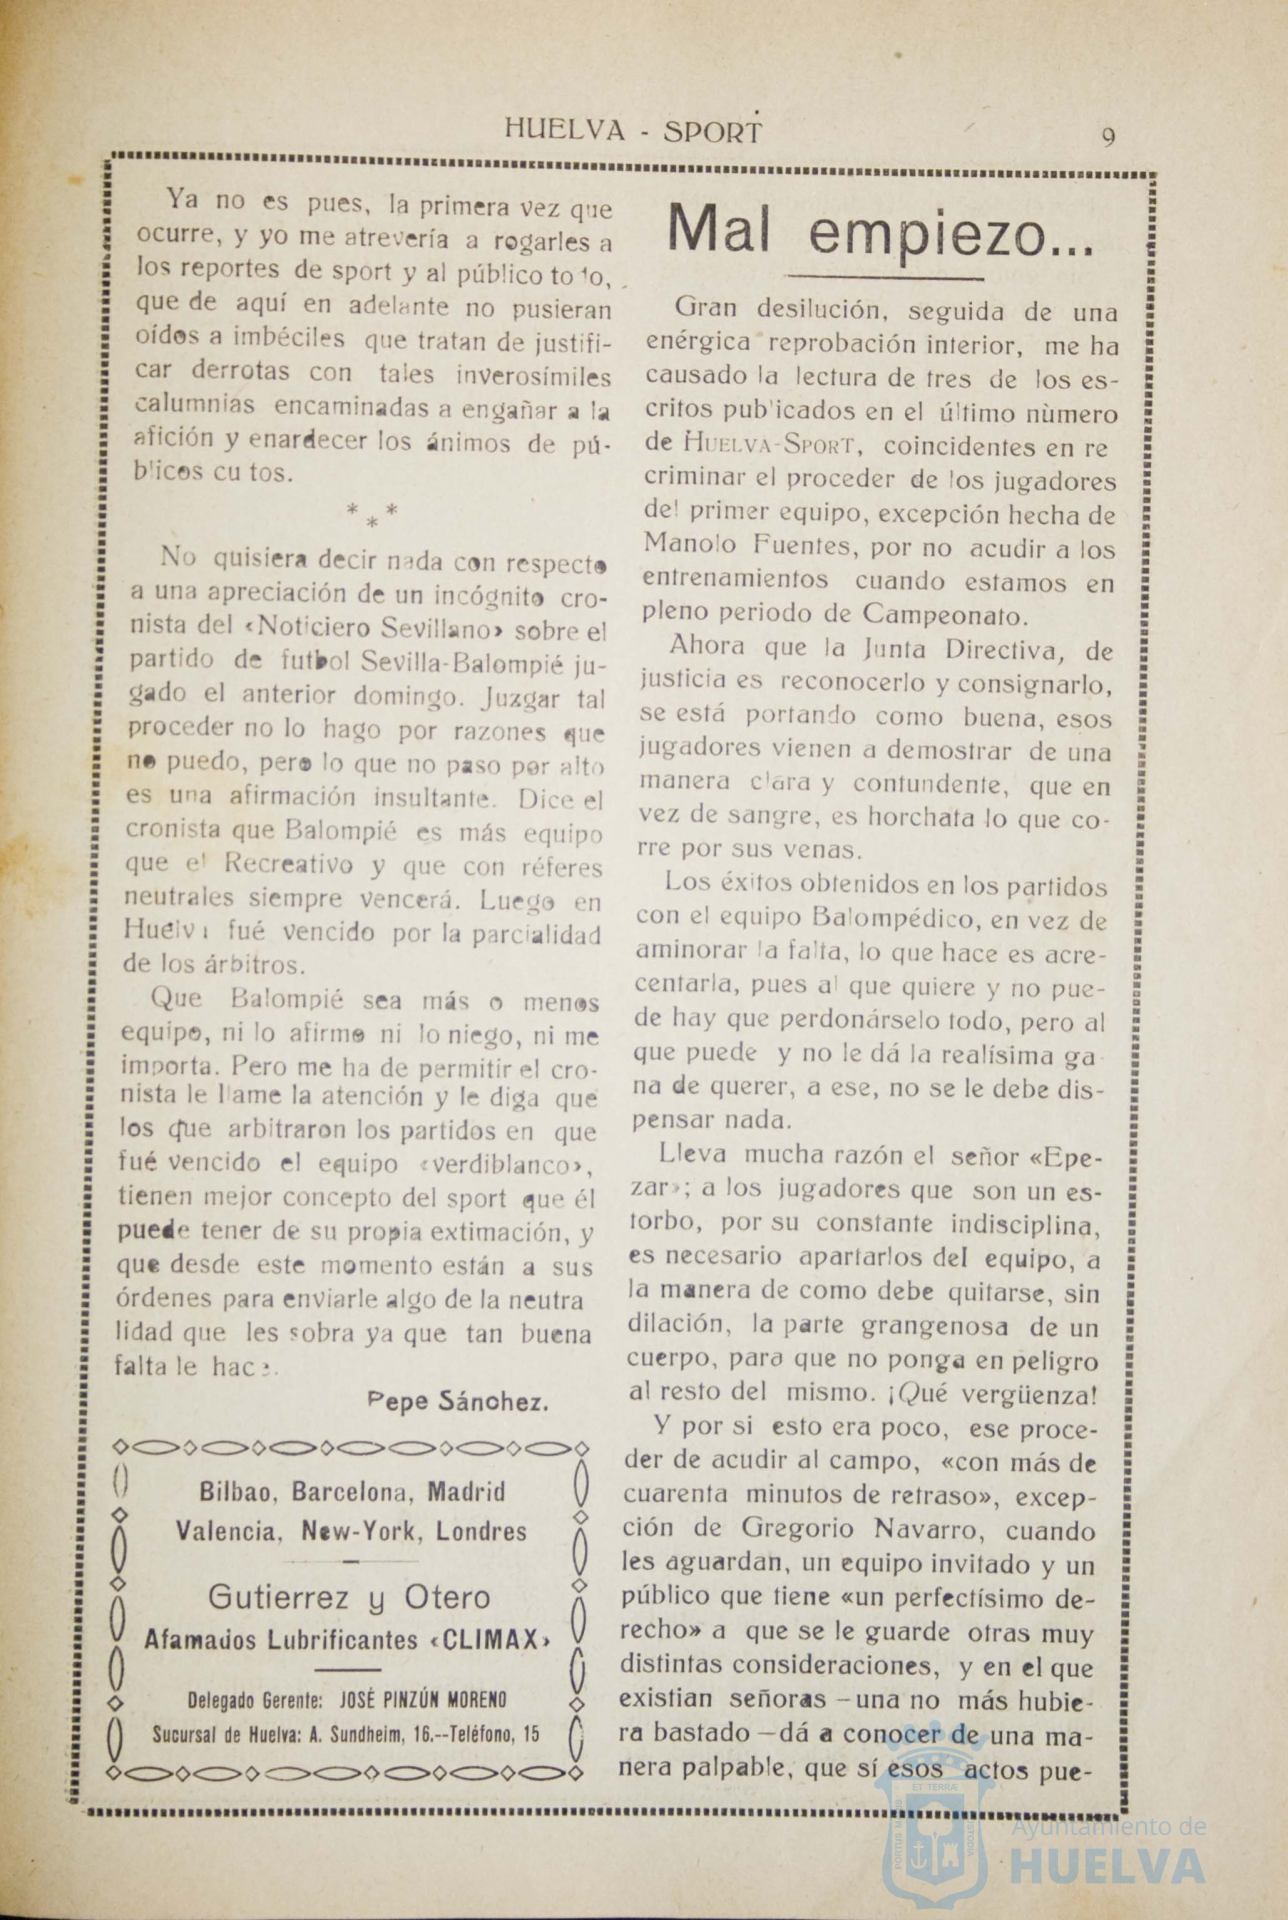 HUELVA - SPORT
9
Ya no es pues, la primera vez que
ocurre, y yo me atrevería a rogarles a
los reportes de sport y al público to lo,
que de aquí en adelante no pusieran
oídos a imbéciles que tratan de justifi-
car derrotas con tales inverosímiles
calumnias encaminadas a engañar a la
afición y enardecer los ánimos de pú-
b'icos cu tos.
* * *
No quisiera decir nada con respecto
a una apreciación de un incógnito cro-
nista del «Noticiero Sevillano» sobre el
partido de futbol Sevilla-Balompié ju-
gado el anterior domingo. Juzgar tal
proceder no lo hago por razones que
no puedo, pero lo que no paso por alto
es una afirmación insultante. Dice el
cronista que Balompié es más equipo
que el Recreativo y que con réferes
neutrales siempre vencerá. Luego en
Huelva fué vencido por la parcialidad
de los árbitros.
Que Balompié sea más o menos
equipo, ni lo afirmo ni lo niego, ni me
importa. Pero me ha de permitir el cro-
nista le llame la atención y le diga que
los que arbitraron los partidos en que
fué vencido el equipo «verdiblanco»,
tienen mejor concepto del sport que él
puede tener de su propia extimación, y
que desde este momento están a sus
órdenes para enviarle algo de la neutra
lidad que les sobra ya que tan buena
falta le hace.
Pepe Sánchez.
Bilbao, Barcelona, Madrid
Valencia, New-York, Londres
Gutierrez y Otero
Afamados Lubrificantes «CLIMAX»
Delegado Gerente: JOSÉ PINZÚN MORENO
Sucursal de Huelva: A. Sundheim, 16.--Teléfono, 15
Mal empiezo...
Gran desilución, seguida de una
enérgica reprobación interior, me ha
causado la lectura de tres de los es-
critos pub'icados en el último nùmero
de HUELVA-SPORT, coincidentes en re
criminar el proceder de los jugadores
del primer equipo, excepción hecha de
Manolo Fuentes, por no acudir a los
entrenamientos cuando estamos en
pleno periodo de Campeonato.
Ahora que la Junta Directiva, de
justicia es reconocerlo y consignarlo,
se está portando como buena, esos
jugadores vienen a demostrar de una
manera clara y contundente, que en
vez de sangre, es horchata lo que co-
rre por sus venas.
Los éxitos obtenidos en los partidos
con el equipo Balompédico, en vez de
aminorar la falta, lo que hace es acre-
centarla, pues al que quiere y no pue-
de hay que perdonárselo todo, pero al
que puede y no le dá la realísima ga
na de querer, a ese, no se le debe dis-
pensar nada.
Lleva mucha razón el señor «Epe-
zar»; a los jugadores que son un es-
torbo, por su constante indisciplina,
es necesario apartarlos del equipo, a
la manera de como debe quitarse, sin
dilación, la parte grangenosa de un
cuerpo, para que no ponga en peligro
al resto del mismo. ¡Qué vergüenza!
Y por si esto era poco, ese proce-
der de acudir al campo, «con más de
cuarenta minutos de retraso», excep-
ción de Gregorio Navarro, cuando
les aguardan, un equipo invitado y un
público que tiene «un perfectísimo de-
recho» a que se le guarde otras muy
distintas consideraciones, y en el que
existian señoras —una no más hubie-
ra bastado —dá a conocer de una ma-
nera palpable, que sí esos actos pue-
ET TERRÆ
Ayuntamiento de
HUELVA